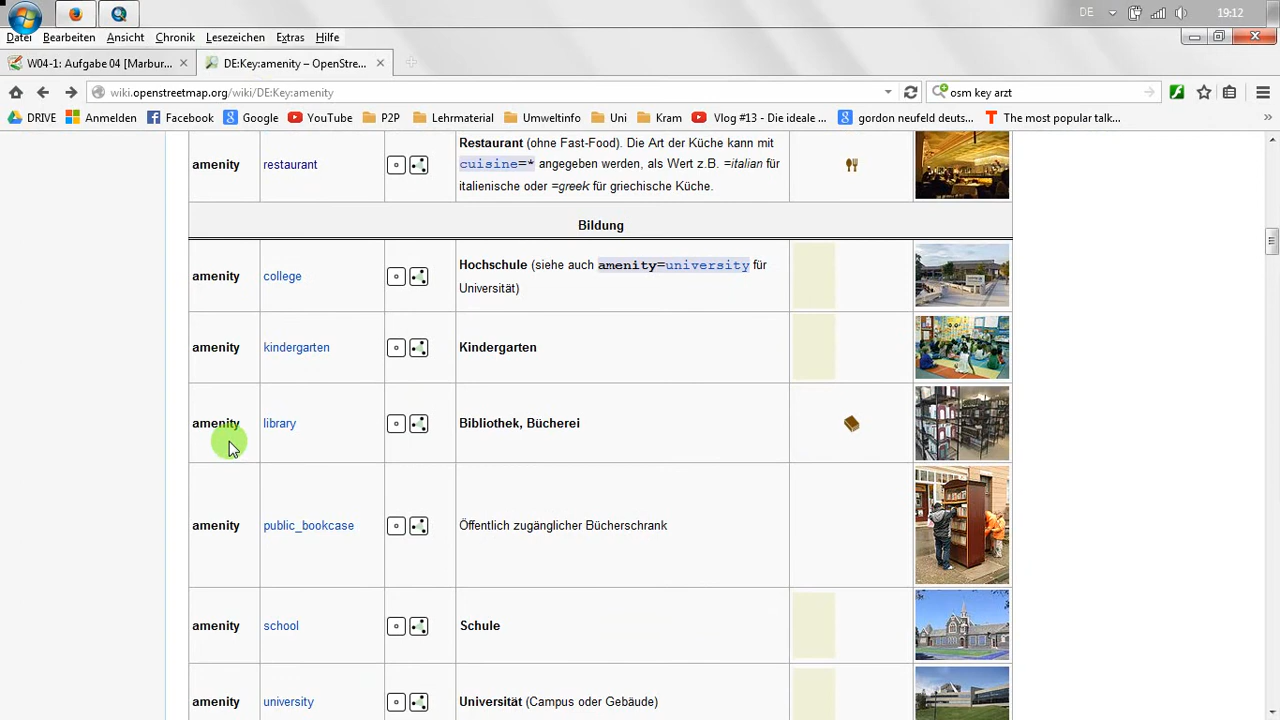 DE 19:12
Datei Bearbeiten Ansicht Chronik Lesezeichen Extras Hilfe
W04-1: Aufgabe 04 [Marbur... DE:Key:amenity – OpenStre...
wiki.openstreetmap.org/wiki/DE:Key:amenity osm key arzt
DRIVE Anmelden Facebook Google YouTube P2P Lehrmaterial Umweltinfo Uni Kram Vlog #13 - Dt ideale ... gordon neufeld deutsc... The most popular talk...
Restaurant (ohne Fast-Food). Die Art der Küche kann mit
amenity restaurant cuisine=* angegeben werden, als Wert z.B. =italian für
italienische oder =greek für griechische Küche.
Bildung
amenity college Hochschule (siehe auch amenity=university für
Universität)
amenity kindergarten Kindergarten
amenity library Bibliothek, Bücherei
amenity public_bookcase Öffentlich zugänglicher Bücherschrank
amenity school Schule
amenity university Universität (Campus oder Gebäude)